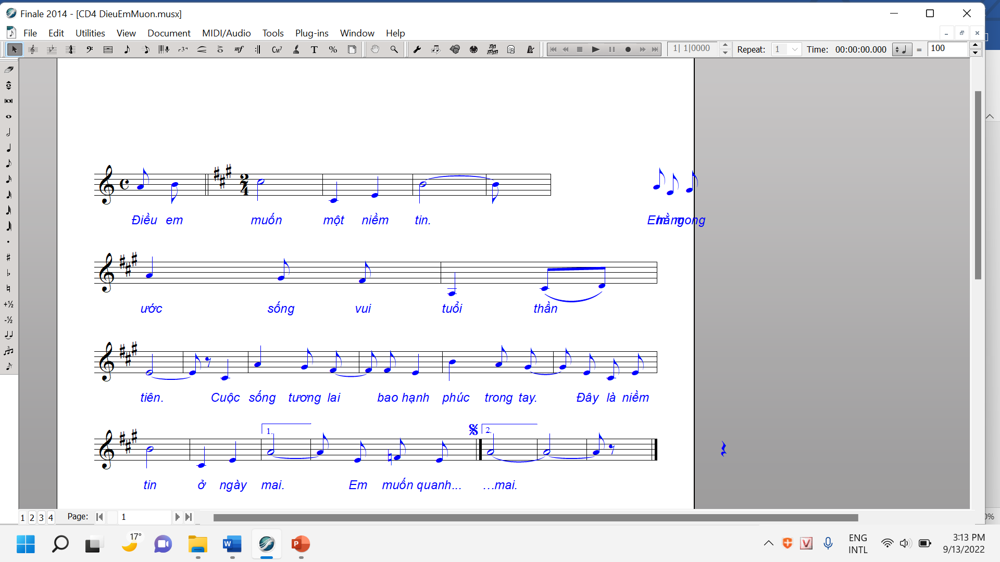 Finale 2014 - [CD4 DieuEmMuon.musx]
File Edit Utilities View Document MIDI/Audio Tools Plug-ins Window Help
1| 1|0000 Repeat: 1 Time: 00:00:00.000 = 100
Điều em muốn một niềm tin. Em hằng mong
ước sống vui tuổi thần
tiên. Cuộc sống tương lai bao hạnh phúc trong tay. Đây là niềm
1. 2.
tin ở ngày mai. Em muốn quanh... ...mai.
1 2 3 4 Page: 1
0%
17°
ENG
INTL
3:13 PM
9/13/2022